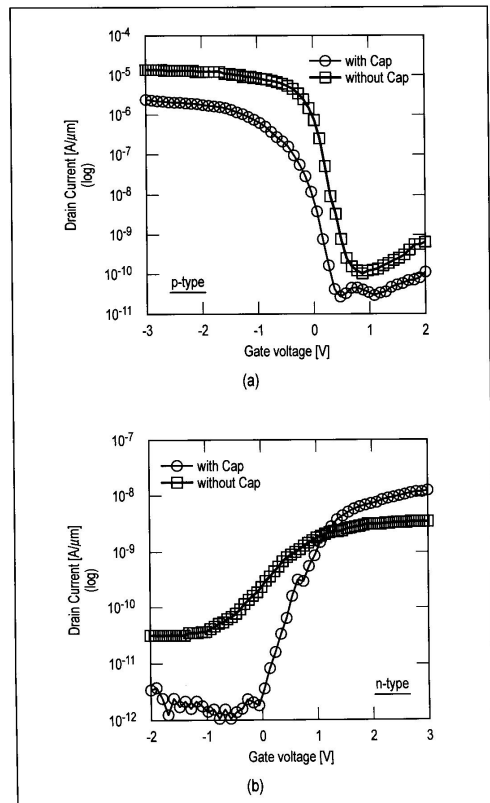 10⁻⁴
10⁻⁵
10⁻⁶
10⁻⁷
10⁻⁸
10⁻⁹
10⁻¹⁰
10⁻¹¹
Drain Current [A/μm]
(log)
with Cap
without Cap
p-type
-3 -2 -1 0 1 2
Gate voltage [V]
(a)
10⁻⁷
10⁻⁸
10⁻⁹
10⁻¹⁰
10⁻¹¹
10⁻¹²
Drain Current [A/μm]
(log)
with Cap
without Cap
n-type
-2 -1 0 1 2 3
Gate voltage [V]
(b)